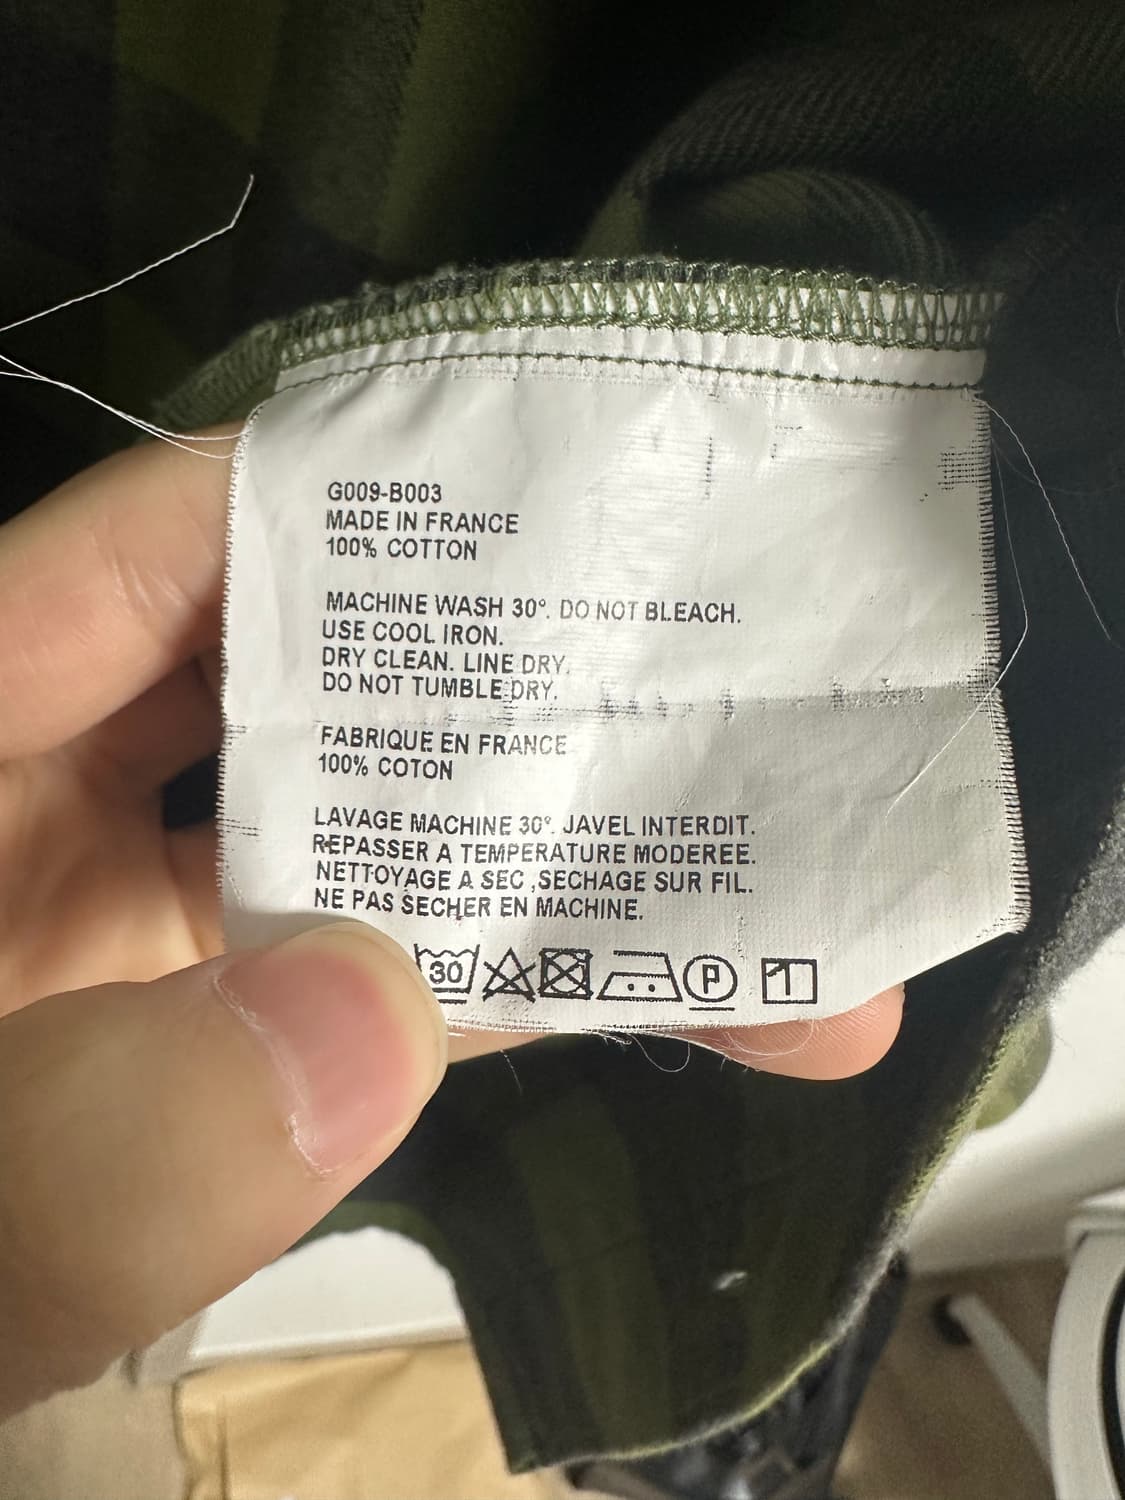 G009-B003
MADE IN FRANCE
100% COTTON
MACHINE WASH 30°. DO NOT BLEACH.
USE COOL IRON.
DRY CLEAN. LINE DRY.
DO NOT TUMBLE DRY.
FABRIQUE EN FRANCE
100% COTON
LAVAGE MACHINE 30°. JAVEL INTERDIT.
REPASSER A TEMPERATURE MODEREE.
NETTOYAGE A SEC ,SECHAGE SUR FIL.
NE PAS SECHER EN MACHINE.
30 P 1